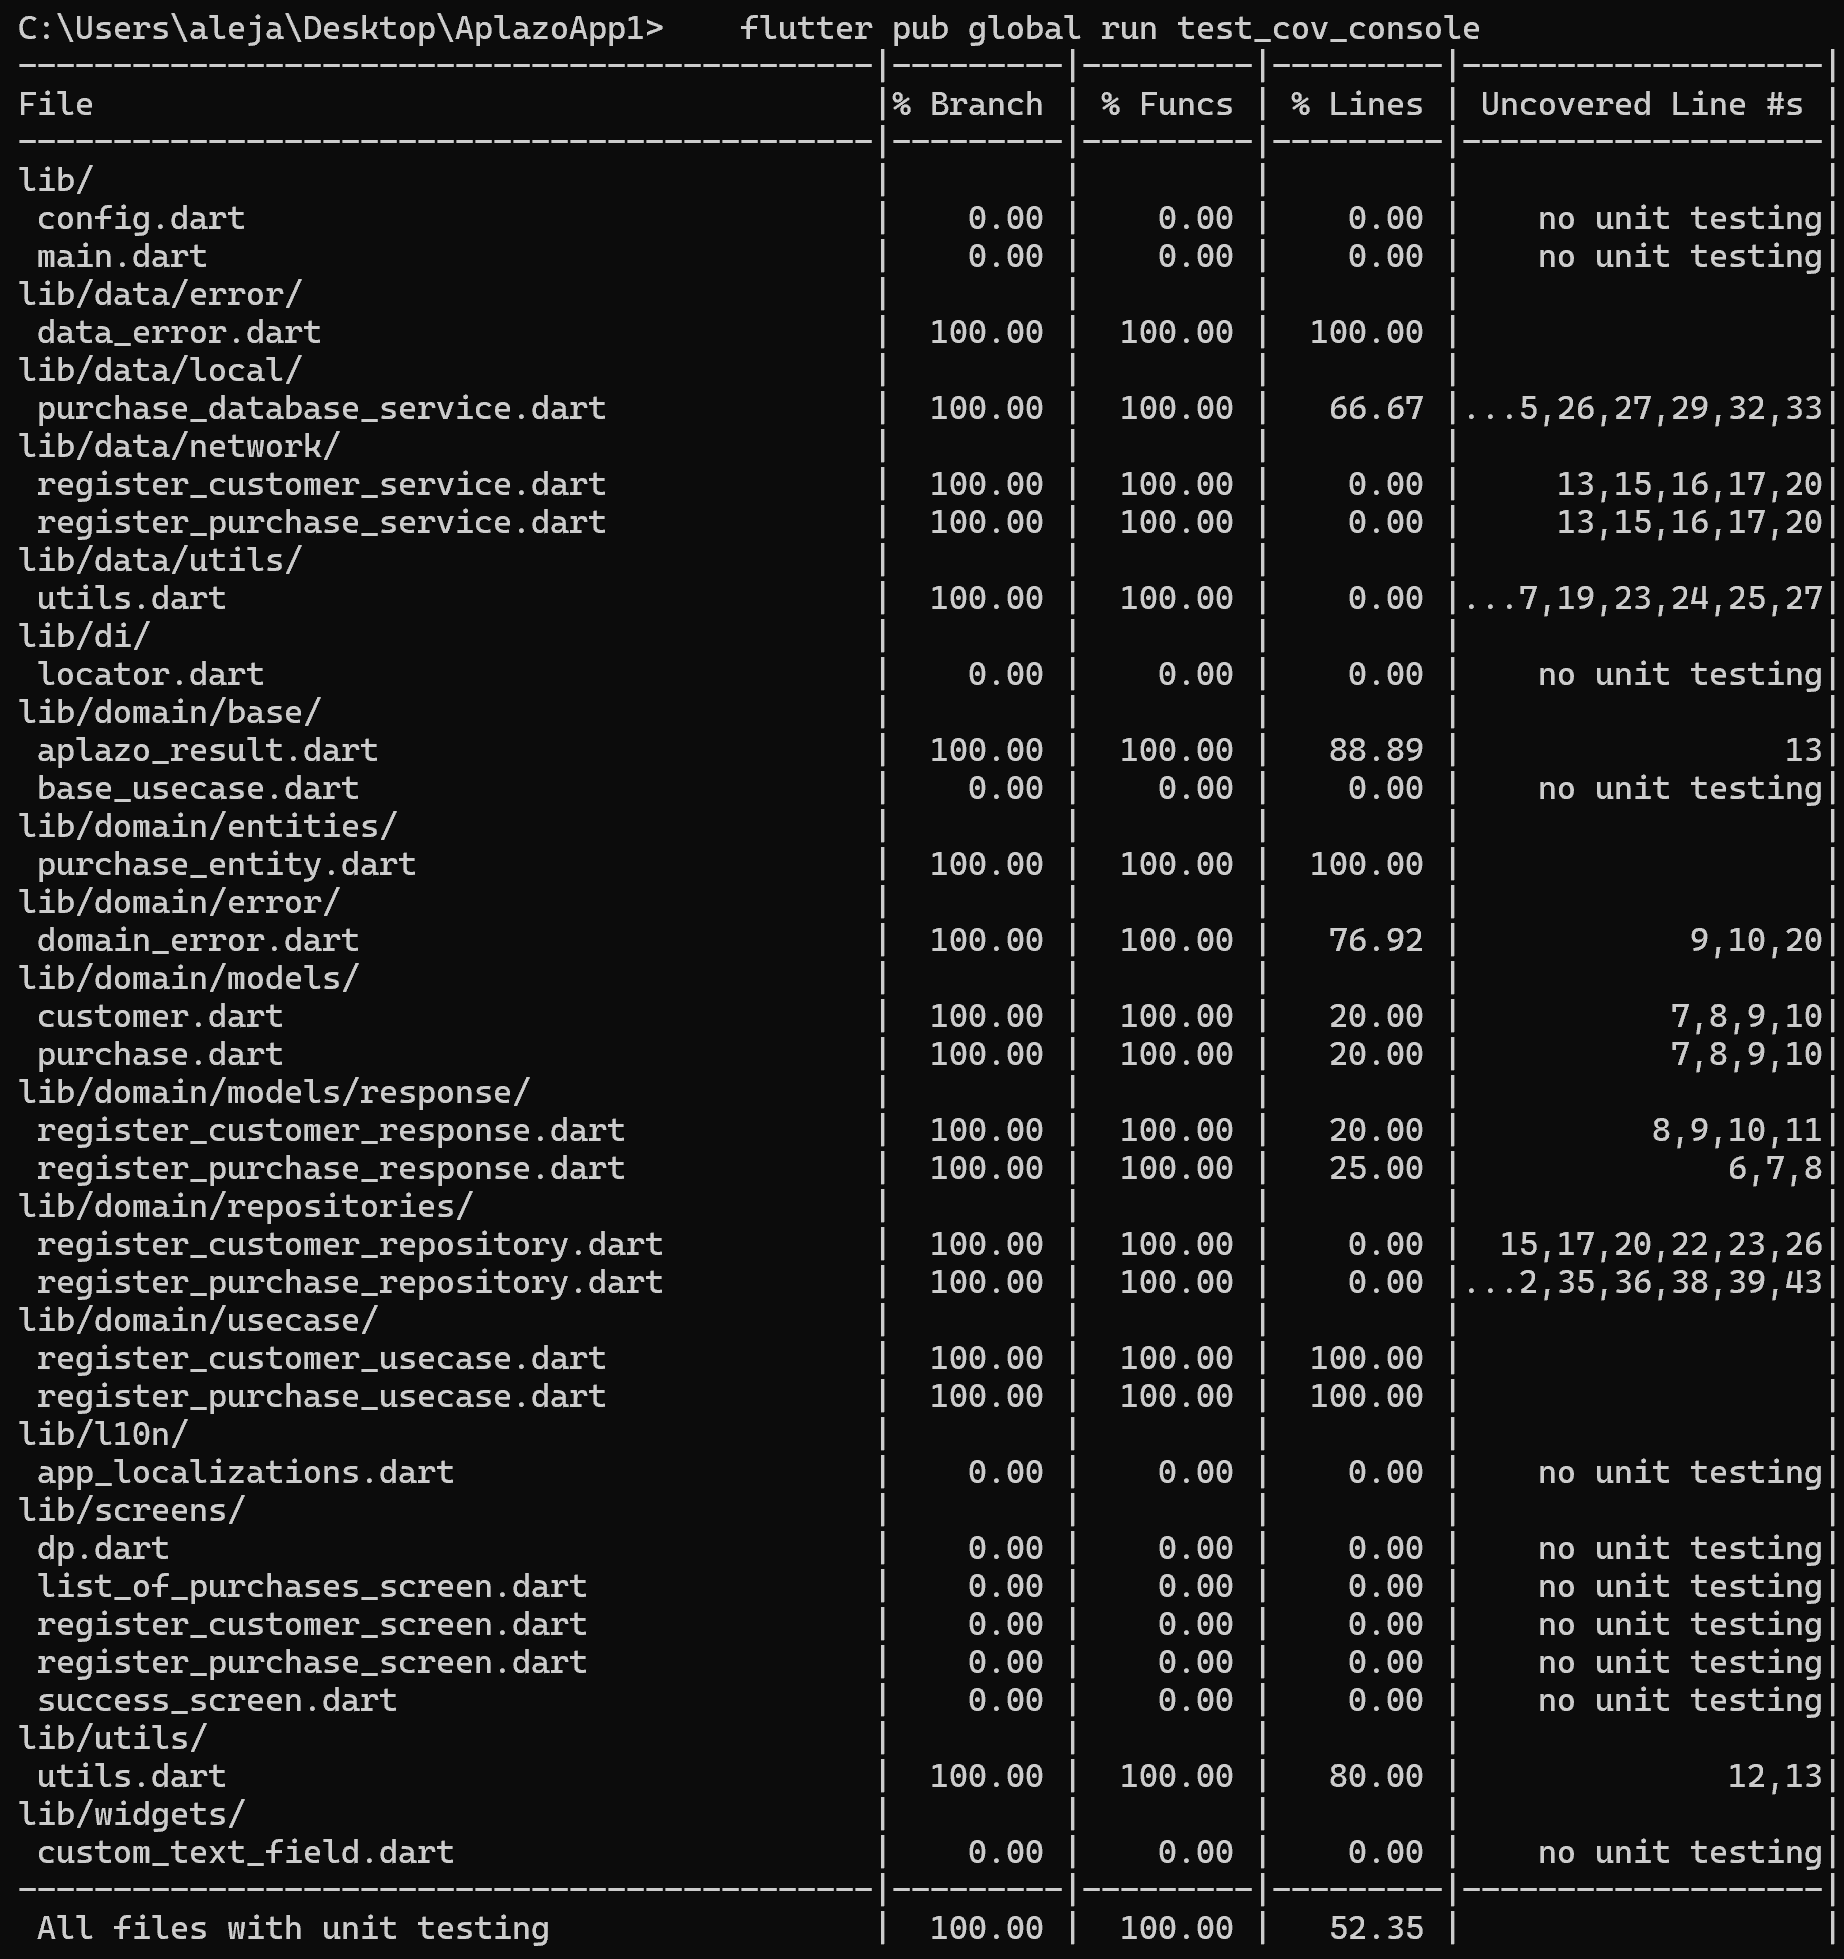 C:\Users\aleja\Desktop\AplazoApp1>    flutter pub global run test_cov_console
---------------------------------------------|---------|---------|---------|-------------------|
File                                         |% Branch | % Funcs | % Lines | Uncovered Line #s |
---------------------------------------------|---------|---------|---------|-------------------|
lib/                                         |         |         |         |                   |
 config.dart                                 |    0.00 |    0.00 |    0.00 |    no unit testing|
 main.dart                                   |    0.00 |    0.00 |    0.00 |    no unit testing|
lib/data/error/                              |         |         |         |                   |
 data_error.dart                             |  100.00 |  100.00 |  100.00 |                   |
lib/data/local/                              |         |         |         |                   |
 purchase_database_service.dart              |  100.00 |  100.00 |   66.67 |...5,26,27,29,32,33|
lib/data/network/                            |         |         |         |                   |
 register_customer_service.dart              |  100.00 |  100.00 |    0.00 |     13,15,16,17,20|
 register_purchase_service.dart              |  100.00 |  100.00 |    0.00 |     13,15,16,17,20|
lib/data/utils/                              |         |         |         |                   |
 utils.dart                                  |  100.00 |  100.00 |    0.00 |...7,19,23,24,25,27|
lib/di/                                      |         |         |         |                   |
 locator.dart                                |    0.00 |    0.00 |    0.00 |    no unit testing|
lib/domain/base/                             |         |         |         |                   |
 aplazo_result.dart                          |  100.00 |  100.00 |   88.89 |                 13|
 base_usecase.dart                           |    0.00 |    0.00 |    0.00 |    no unit testing|
lib/domain/entities/                         |         |         |         |                   |
 purchase_entity.dart                        |  100.00 |  100.00 |  100.00 |                   |
lib/domain/error/                            |         |         |         |                   |
 domain_error.dart                           |  100.00 |  100.00 |   76.92 |            9,10,20|
lib/domain/models/                           |         |         |         |                   |
 customer.dart                               |  100.00 |  100.00 |   20.00 |           7,8,9,10|
 purchase.dart                               |  100.00 |  100.00 |   20.00 |           7,8,9,10|
lib/domain/models/response/                  |         |         |         |                   |
 register_customer_response.dart             |  100.00 |  100.00 |   20.00 |          8,9,10,11|
 register_purchase_response.dart             |  100.00 |  100.00 |   25.00 |              6,7,8|
lib/domain/repositories/                     |         |         |         |                   |
 register_customer_repository.dart           |  100.00 |  100.00 |    0.00 |  15,17,20,22,23,26|
 register_purchase_repository.dart           |  100.00 |  100.00 |    0.00 |...2,35,36,38,39,43|
lib/domain/usecase/                          |         |         |         |                   |
 register_customer_usecase.dart              |  100.00 |  100.00 |  100.00 |                   |
 register_purchase_usecase.dart              |  100.00 |  100.00 |  100.00 |                   |
lib/l10n/                                    |         |         |         |                   |
 app_localizations.dart                      |    0.00 |    0.00 |    0.00 |    no unit testing|
lib/screens/                                 |         |         |         |                   |
 dp.dart                                     |    0.00 |    0.00 |    0.00 |    no unit testing|
 list_of_purchases_screen.dart               |    0.00 |    0.00 |    0.00 |    no unit testing|
 register_customer_screen.dart               |    0.00 |    0.00 |    0.00 |    no unit testing|
 register_purchase_screen.dart               |    0.00 |    0.00 |    0.00 |    no unit testing|
 success_screen.dart                         |    0.00 |    0.00 |    0.00 |    no unit testing|
lib/utils/                                   |         |         |         |                   |
 utils.dart                                  |  100.00 |  100.00 |   80.00 |              12,13|
lib/widgets/                                 |         |         |         |                   |
 custom_text_field.dart                      |    0.00 |    0.00 |    0.00 |    no unit testing|
---------------------------------------------|---------|---------|---------|-------------------|
 All files with unit testing                 |  100.00 |  100.00 |   52.35 |                   |